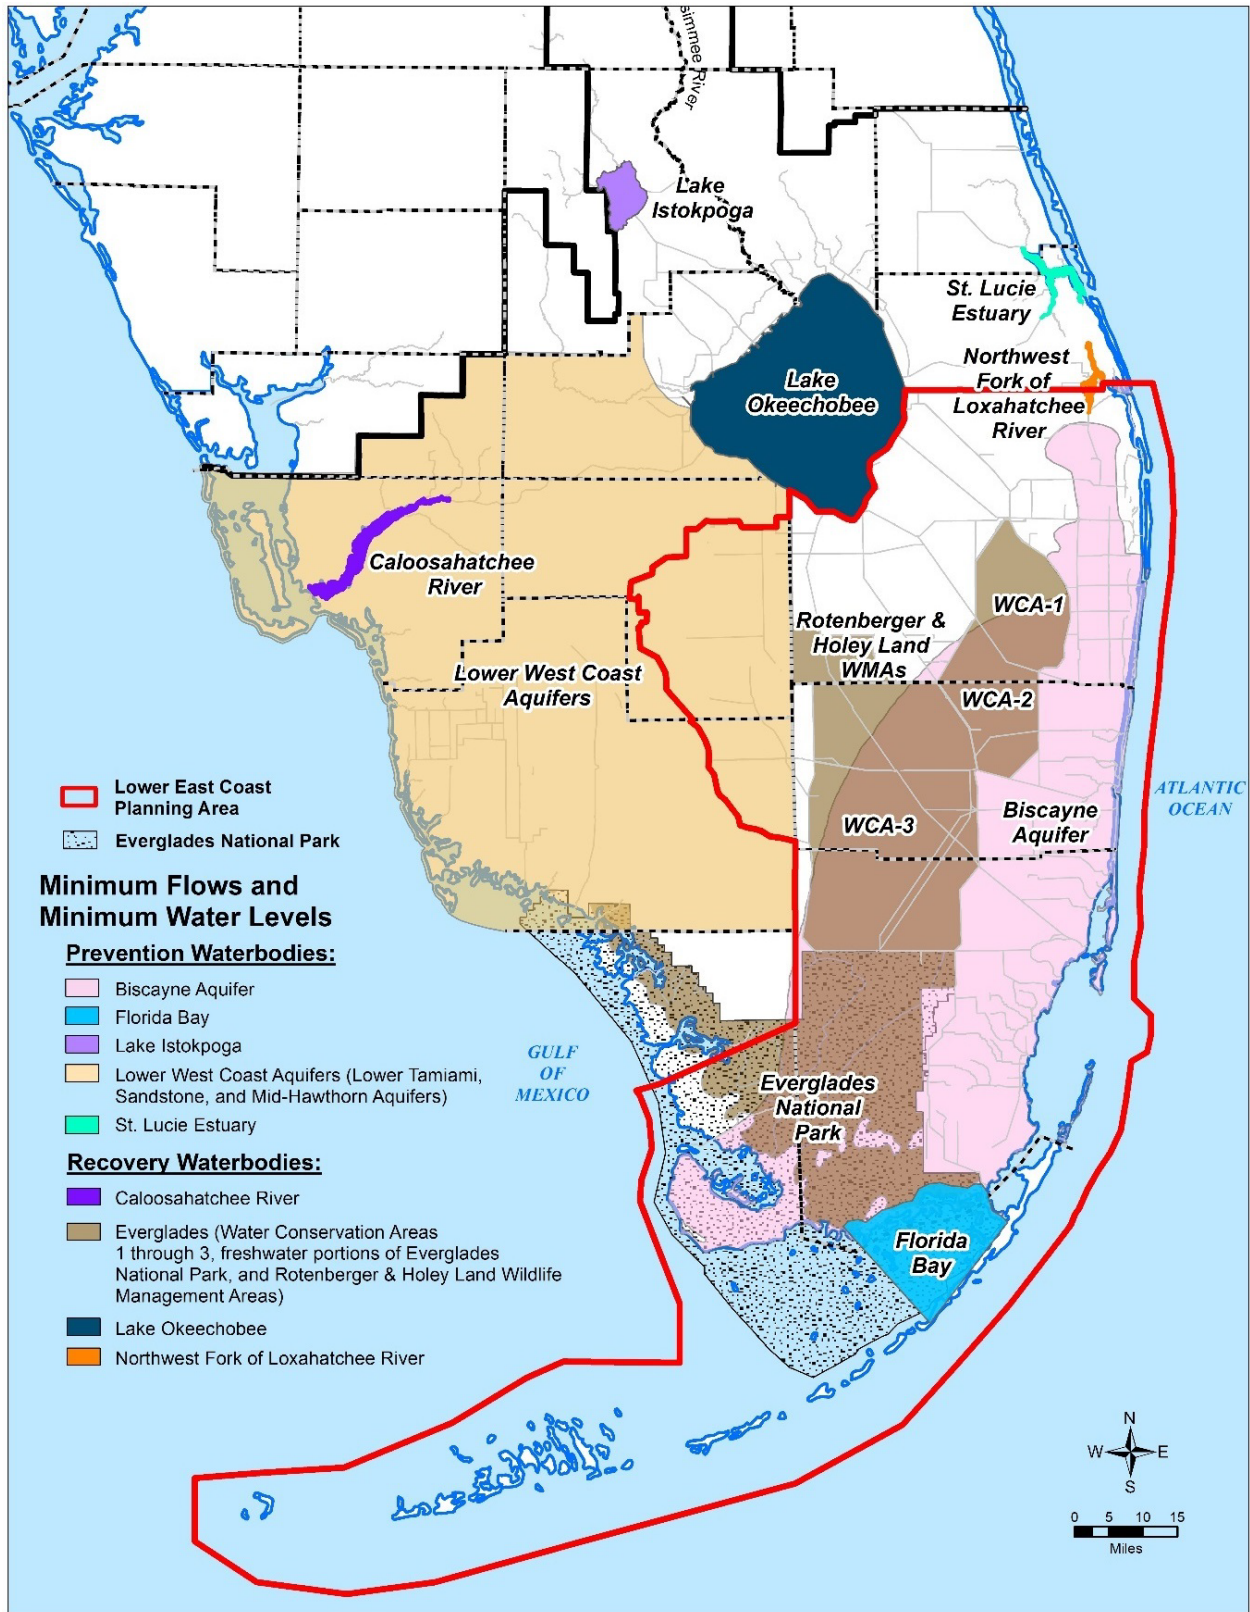 simmee River
Lake
Istokpoga
St. Lucie
Estuary
Northwest
Fork of
Loxahatchee
River
Lake
Okeechobee
Caloosahatchee
River
WCA-1
Rotenberger &
Holey Land
WMAs
Lower West Coast
Aquifers
WCA-2
Lower East Coast
Planning Area
Everglades National Park
ATLANTIC
OCEAN
WCA-3
Biscayne
Aquifer
Minimum Flows and
Minimum Water Levels
Prevention Waterbodies:
Biscayne Aquifer
Florida Bay
Lake Istokpoga
Lower West Coast Aquifers (Lower Tamiami,
Sandstone, and Mid-Hawthorn Aquifers)
St. Lucie Estuary
GULF
OF
MEXICO
Everglades
National
Park
Recovery Waterbodies:
Caloosahatchee River
Everglades (Water Conservation Areas
1 through 3, freshwater portions of Everglades
National Park, and Rotenberger & Holey Land Wildlife
Management Areas)
Lake Okeechobee
Northwest Fork of Loxahatchee River
Florida
Bay
N
W E
S
0 5 10 15
Miles